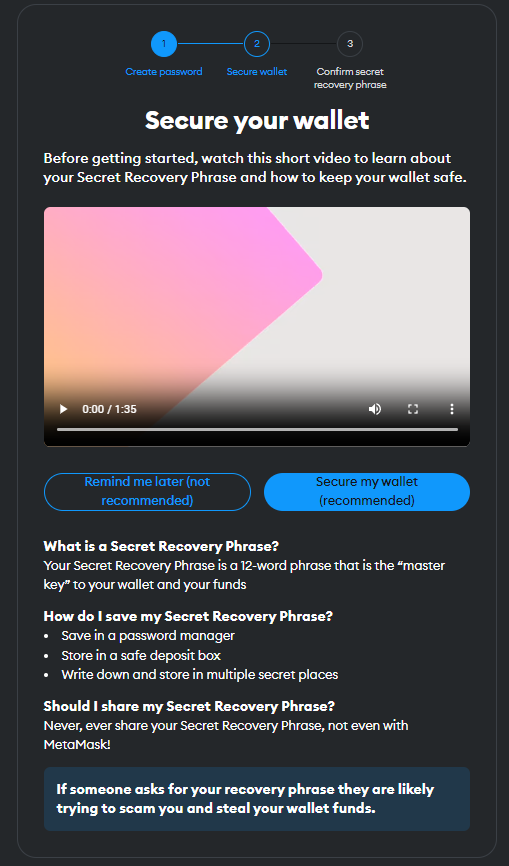 1
2
3
Create password
Secure wallet
Confirm secret
recovery phrase
Secure your wallet
Before getting started, watch this short video to learn about
your Secret Recovery Phrase and how to keep your wallet safe.
0:00 / 1:35
Remind me later (not
recommended)
Secure my wallet
(recommended)
What is a Secret Recovery Phrase?
Your Secret Recovery Phrase is a 12-word phrase that is the “master
key” to your wallet and your funds
How do I save my Secret Recovery Phrase?
• Save in a password manager
• Store in a safe deposit box
• Write down and store in multiple secret places
Should I share my Secret Recovery Phrase?
Never, ever share your Secret Recovery Phrase, not even with
MetaMask!
If someone asks for your recovery phrase they are likely
trying to scam you and steal your wallet funds.